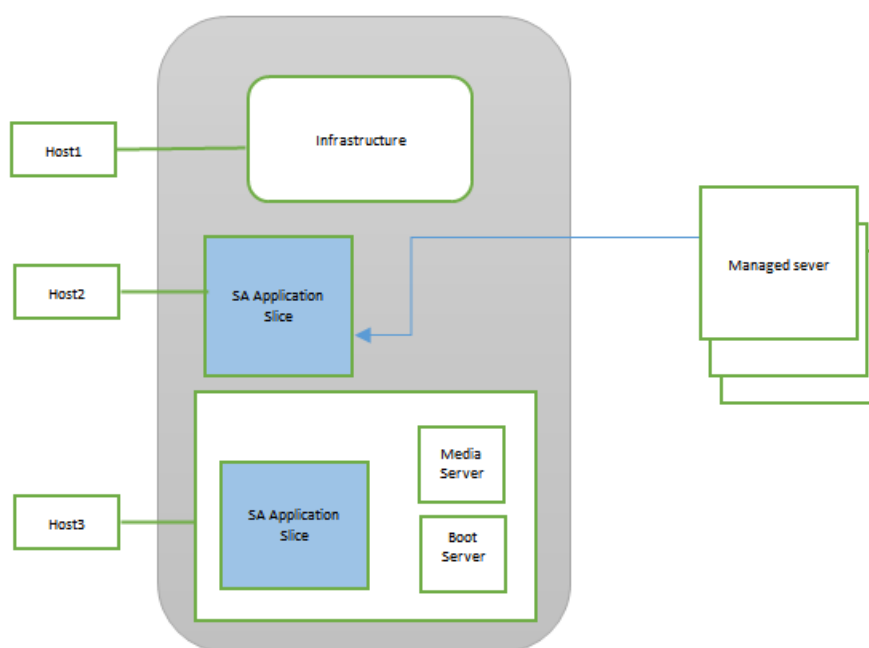 Infrastructure
Host1
Managed sever
Host2
SA Application
Slice
Media
Server
SA Application
Slice
Host3
Boot
Server